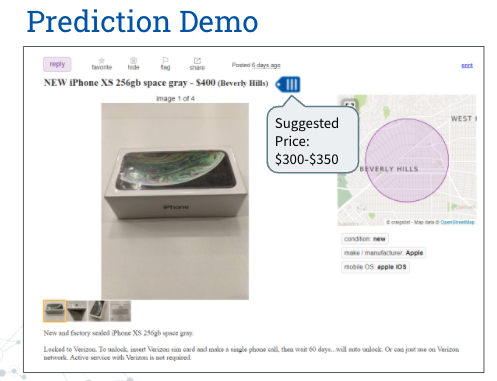 Prediction Demo
reply
favorite
hide
flag
share
Posted 6 days ago
print
NEW iPhone XS 256gb space gray - $400 (Beverly Hills)
image 1 of 4
Suggested
Price:
$300-$350
WEST H
BEVERLY HILLS
iPhone
© craigslist - Map data © OpenStreetMap
condition: new
make / manufacturer: Apple
mobile OS: apple iOS
New and factory sealed iPhone XS 256gb space gray.
Locked to Verizon. To unlock, insert Verizon sim card and make a single phone call, then wait 60 days...will auto unlock. Or can just use on Verizon
network. Active service with Verizon is not required.